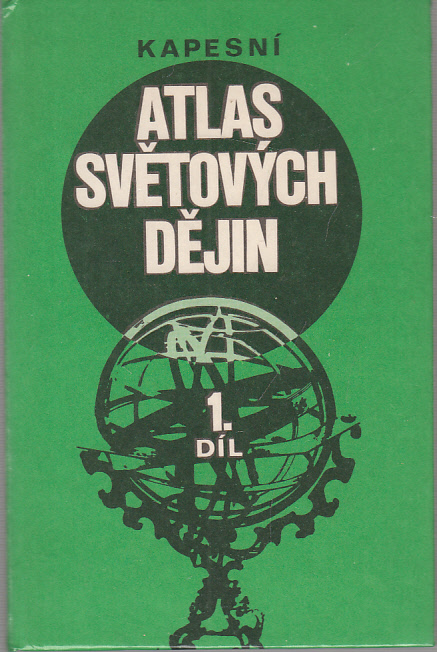 KAPESNÍ
ATLAS
SVĚTOVÝCH
DĚJIN
1.
DÍL